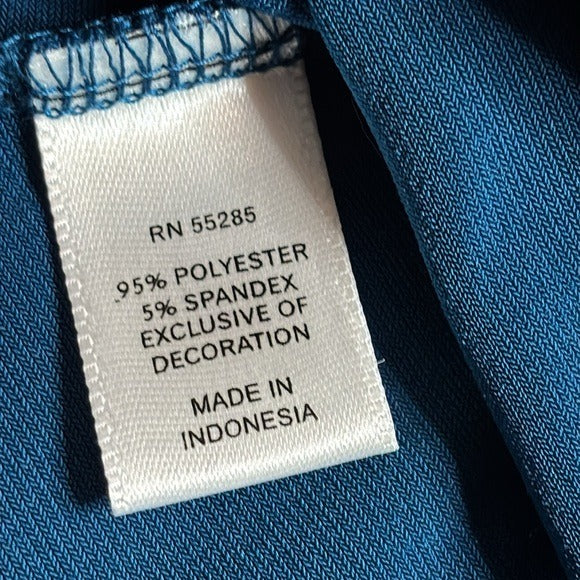 RN 55285
95% POLYESTER
5% SPANDEX
EXCLUSIVE OF
DECORATION
MADE IN
INDONESIA